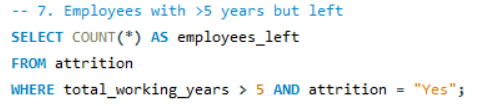 -- 7. Employees with >5 years but left
SELECT COUNT(*) AS employees_left
FROM attrition
WHERE total_working_years > 5 AND attrition = "Yes";